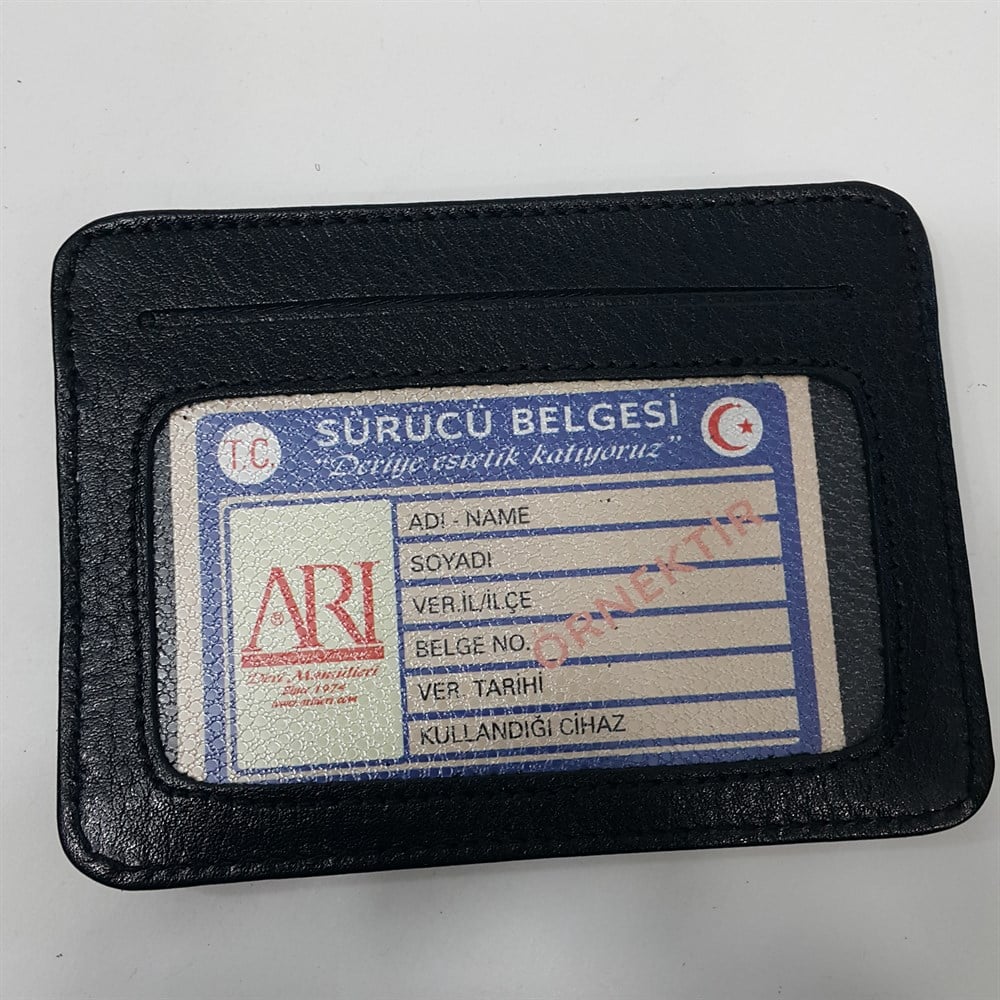 T.C.
SÜRÜCÜ BELGESİ
"Deriye estetik katıyoruz"
ARI
Deri Mamulleri
Since 1974
ADI - NAME
SOYADI
VER.İL/İLÇE
BELGE NO.
VER. TARİHİ
KULLANDIĞI CİHAZ
ÖRNEKTİR